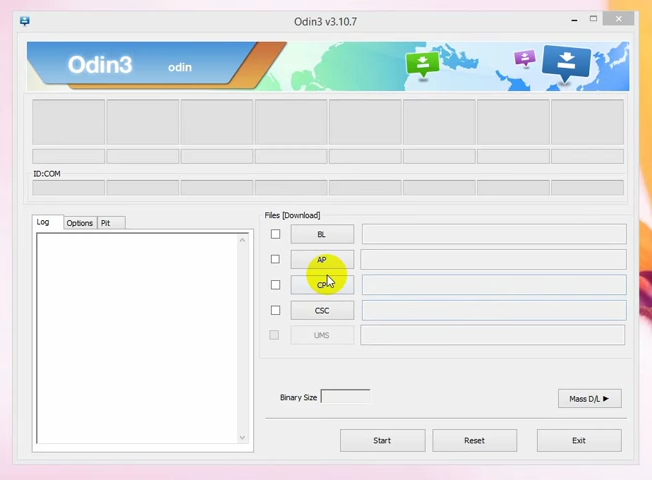 Odin3 v3.10.7
Odin3 odin
ID:COM
Log Options Pit
Files [Download]
BL
AP
CP
CSC
UMS
Binary Size
Mass D/L ►
Start Reset Exit